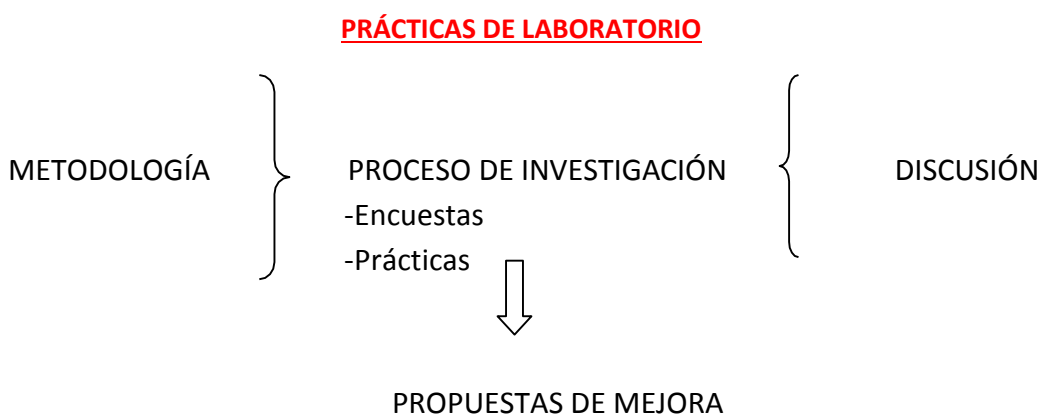 PRÁCTICAS DE LABORATORIO
METODOLOGÍA
PROCESO DE INVESTIGACIÓN
-Encuestas
-Prácticas
DISCUSIÓN
PROPUESTAS DE MEJORA